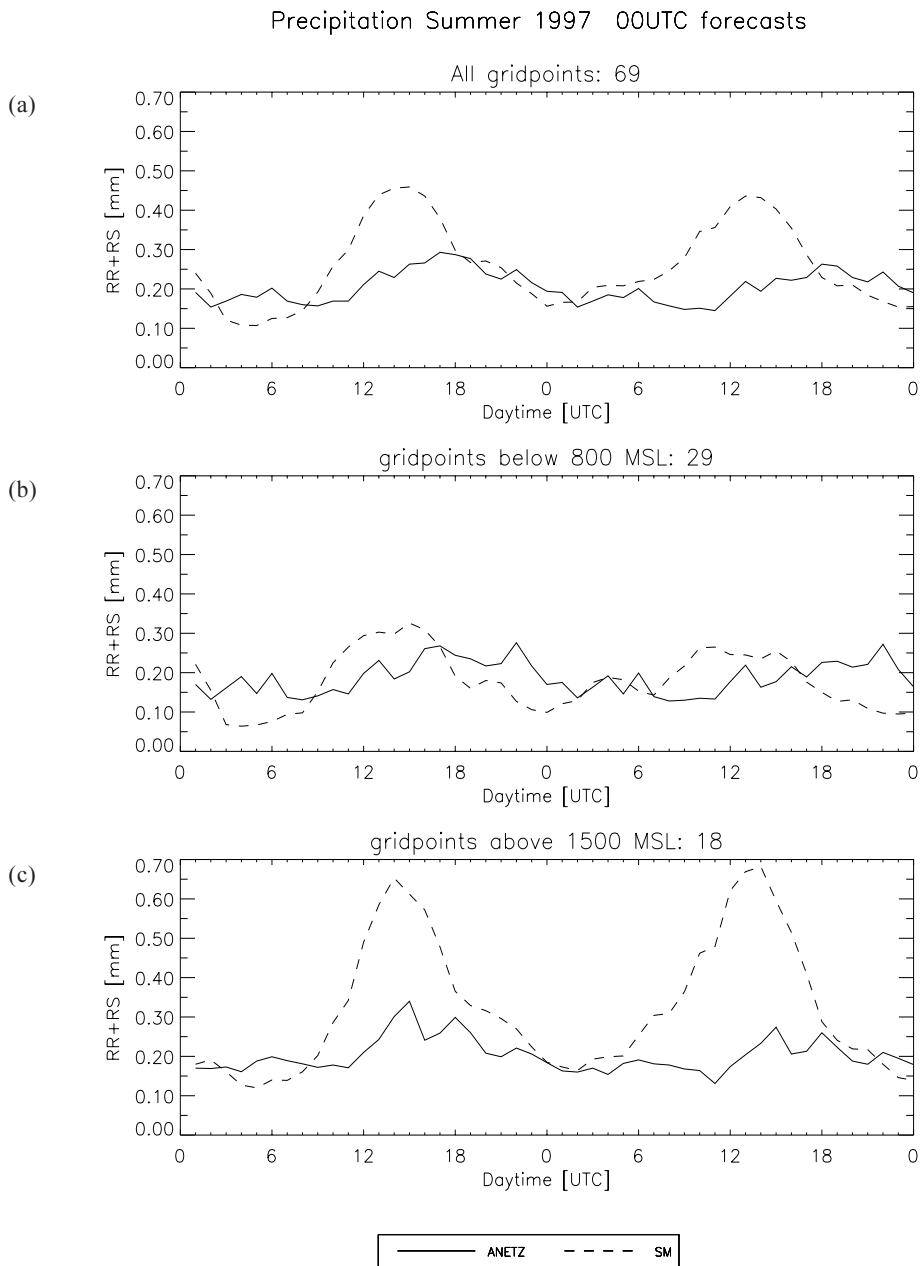 Precipitation Summer 1997 00UTC forecasts
(a)
All gridpoints: 69
RR+RS [mm]
0.70
0.60
0.50
0.40
0.30
0.20
0.10
0.00
0 6 12 18 0 6 12 18 0
Daytime [UTC]
(b)
gridpoints below 800 MSL: 29
RR+RS [mm]
0.70
0.60
0.50
0.40
0.30
0.20
0.10
0.00
0 6 12 18 0 6 12 18 0
Daytime [UTC]
(c)
gridpoints above 1500 MSL: 18
RR+RS [mm]
0.70
0.60
0.50
0.40
0.30
0.20
0.10
0.00
0 6 12 18 0 6 12 18 0
Daytime [UTC]
ANETZ SM